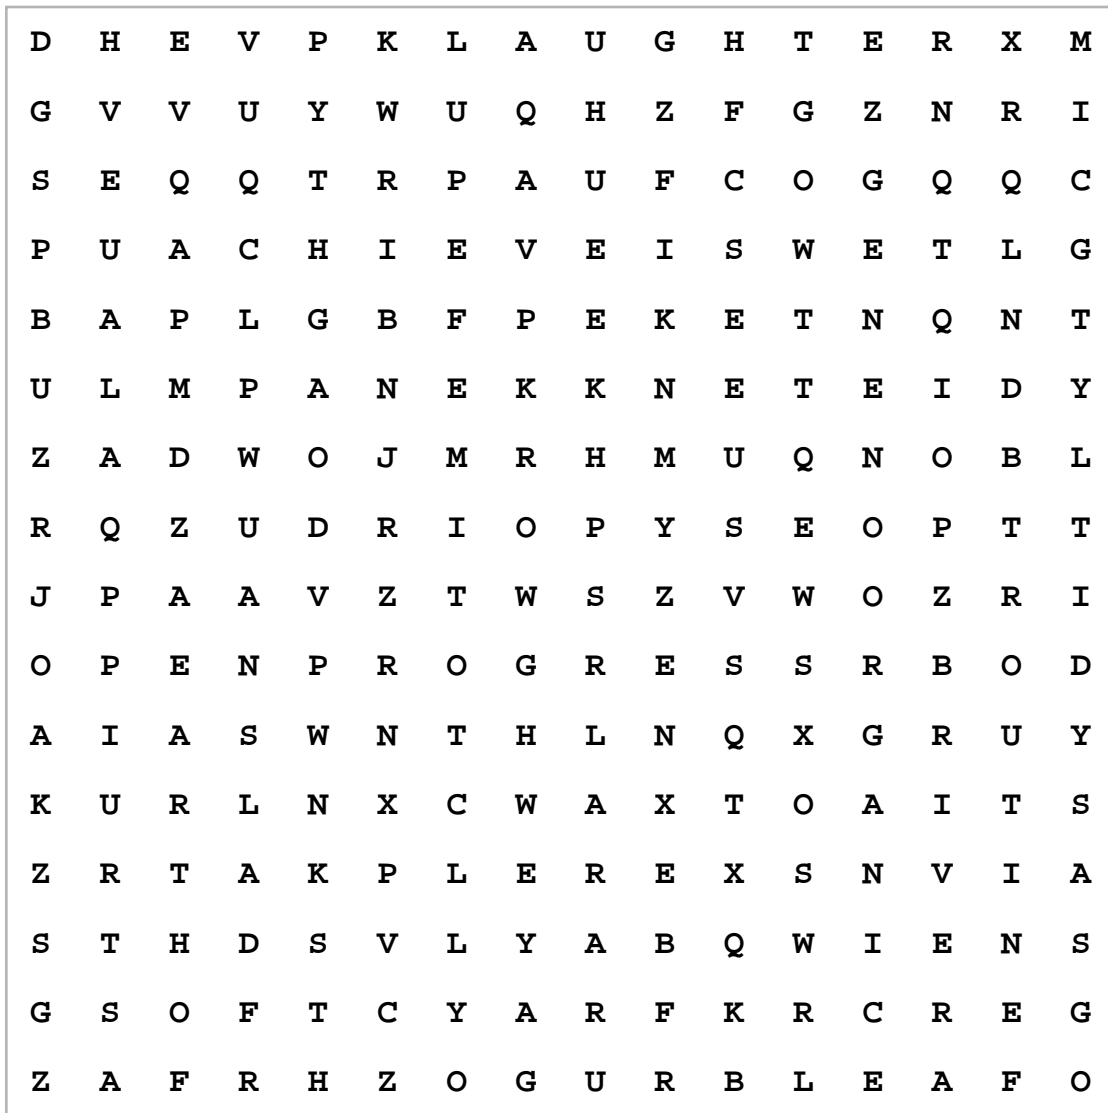 D H E V P K L A U G H T E R X M
G V V U Y W U Q H Z F G Z N R I
S E Q Q T R P A U F C O G Q Q C
P U A C H I E V E I S W E T L G
B A P L G B F P E K E T N Q N T
U L M P A N E K K N E T E I D Y
Z A D W O J M R H M U Q N O B L
R Q Z U D R I O P Y S E O P T T
J P A A V Z T W S Z V W O Z R I
O P E N P R O G R E S S R B O D
A I A S W N T H L N Q X G R U Y
K U R L N X C W A X T O A I T S
Z R T A K P L E R E X S N V I A
S T H D S V L Y A B Q W I E N S
G S O F T C Y A R F K R C R E G
Z A F R H Z O G U R B L E A F O